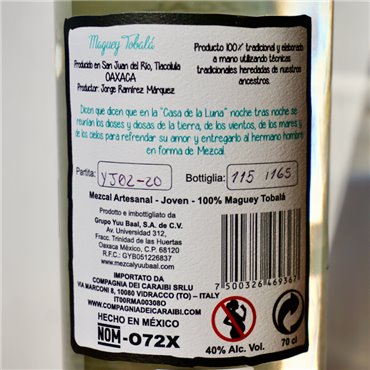 Maguey Tobalá
Producido en San Juan del Río, Tlacolula
OAXACA
Productor: Jorge Ramírez Márquez
Producto 100% tradicional y elaborado
a mano utilizando técnicas
tradicionales heredadas de nuestros
ancestros.
Dicen que dicen que en la "Casa de la Luna" noche tras noche se
reunían los dioses y diosas de la tierra, de los vientos, de los mares y
de los cielos para refrendar su amor y entregarlo al hermano hombre
en forma de Mezcal
Partita: YJ02-20
Bottiglia: 115 1165
Mezcal Artesanal - Joven - 100% Maguey Tobalá
Prodotto e imbottigliato da
Grupo Yuu Baal, S.A. de C.V.
Av. Universidad 312,
Fracc. Trinidad de las Huertas
Oaxaca México, CP. 68120
R.F.C.: GYB051226837
www.mezcalyuubaal.com
7 500326 469367
IMPORTATO DA
COMPAGNIA DEI CARAIBI SRLU
VIA MARCONI 8, 10080 VIDRACCO (TO) – ITALY
IT00RMA00308O
WWW.COMPAGNIADEICARAIBI.COM
HECHO EN MÉXICO
NOM-072X
40% Alc. Vol.
70 cl